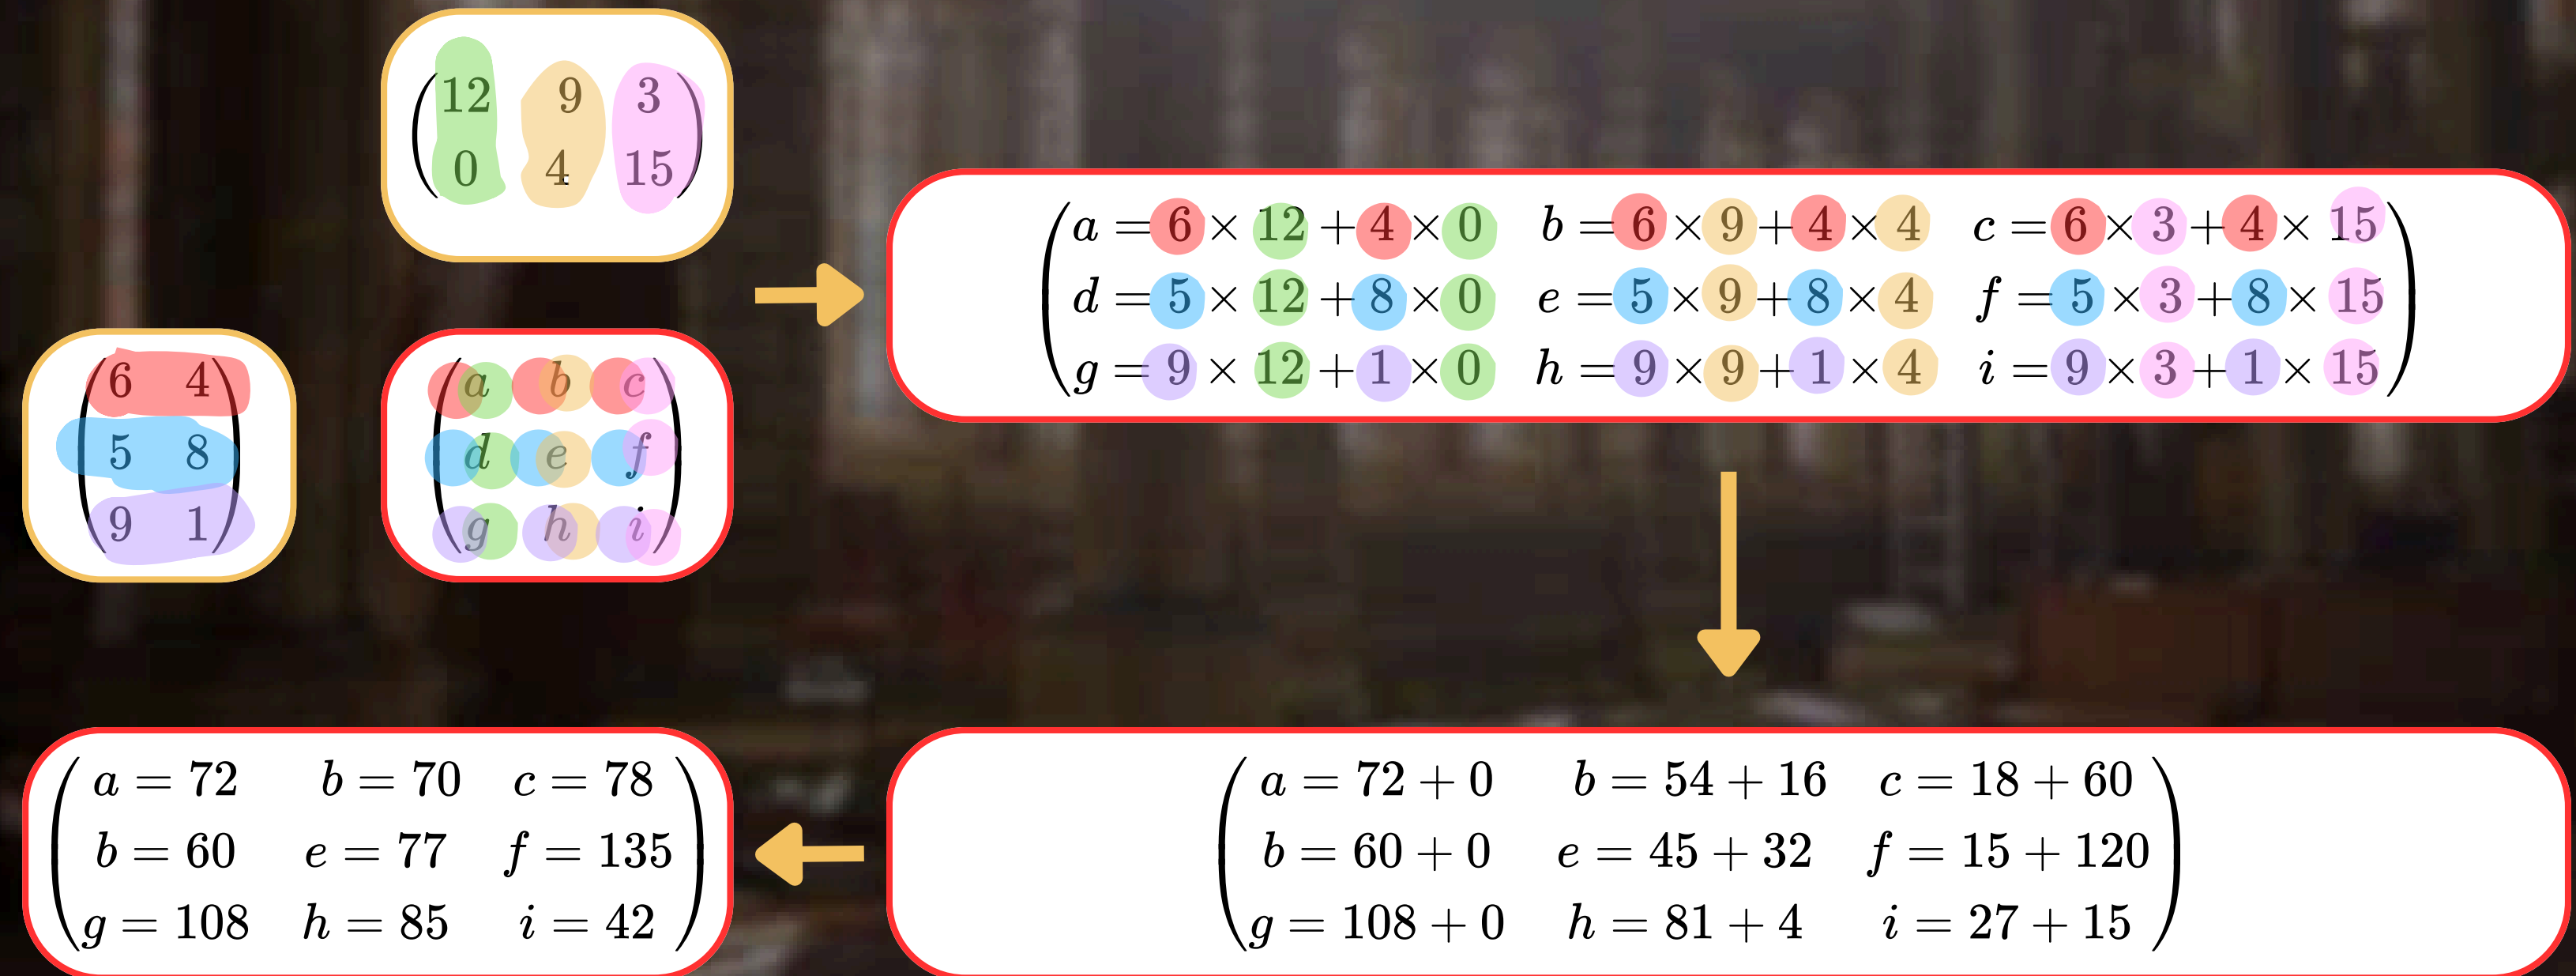 12 9 3
0 4 15
6 4
5 8
9 1
a b c
d e f
g h i
a = 6 × 12 + 4 × 0 b = 6 × 9 + 4 × 4 c = 6 × 3 + 4 × 15
d = 5 × 12 + 8 × 0 e = 5 × 9 + 8 × 4 f = 5 × 3 + 8 × 15
g = 9 × 12 + 1 × 0 h = 9 × 9 + 1 × 4 i = 9 × 3 + 1 × 15
a = 72 b = 70 c = 78
b = 60 e = 77 f = 135
g = 108 h = 85 i = 42
a = 72 + 0 b = 54 + 16 c = 18 + 60
b = 60 + 0 e = 45 + 32 f = 15 + 120
g = 108 + 0 h = 81 + 4 i = 27 + 15